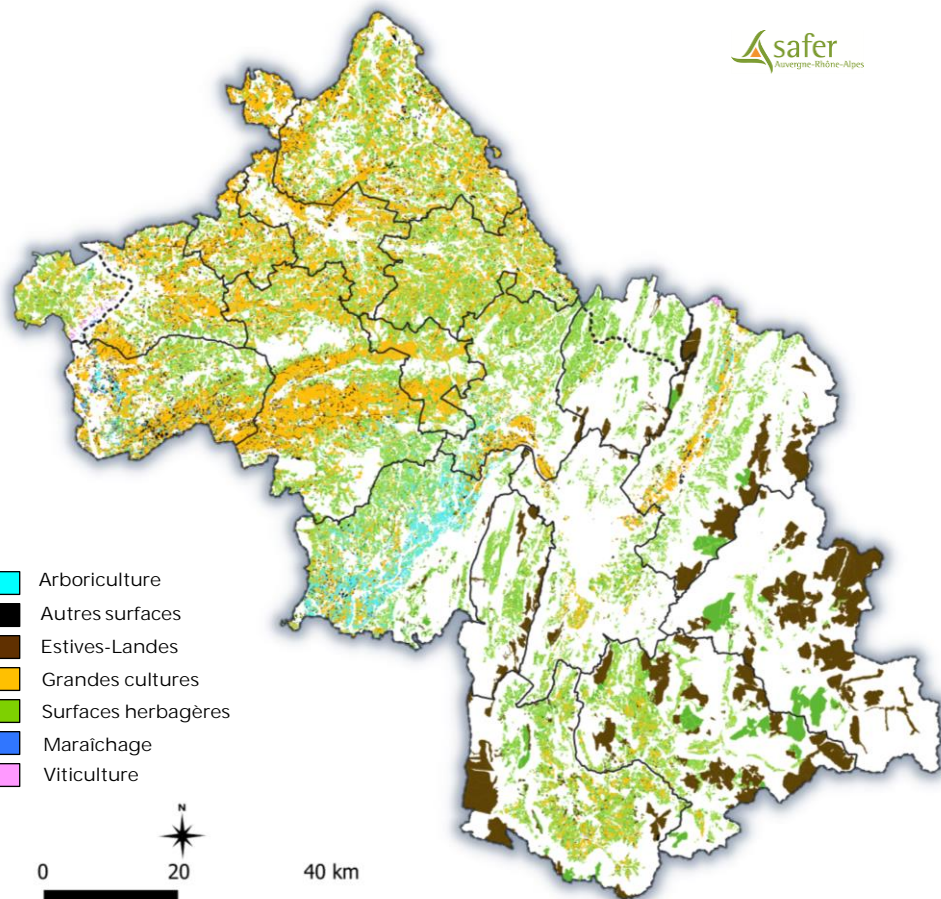 safer
Auvergne-Rhône-Alpes
Arboriculture
Autres surfaces
Estives-Landes
Grandes cultures
Surfaces herbagères
Maraîchage
Viticulture
N
0 20 40 km